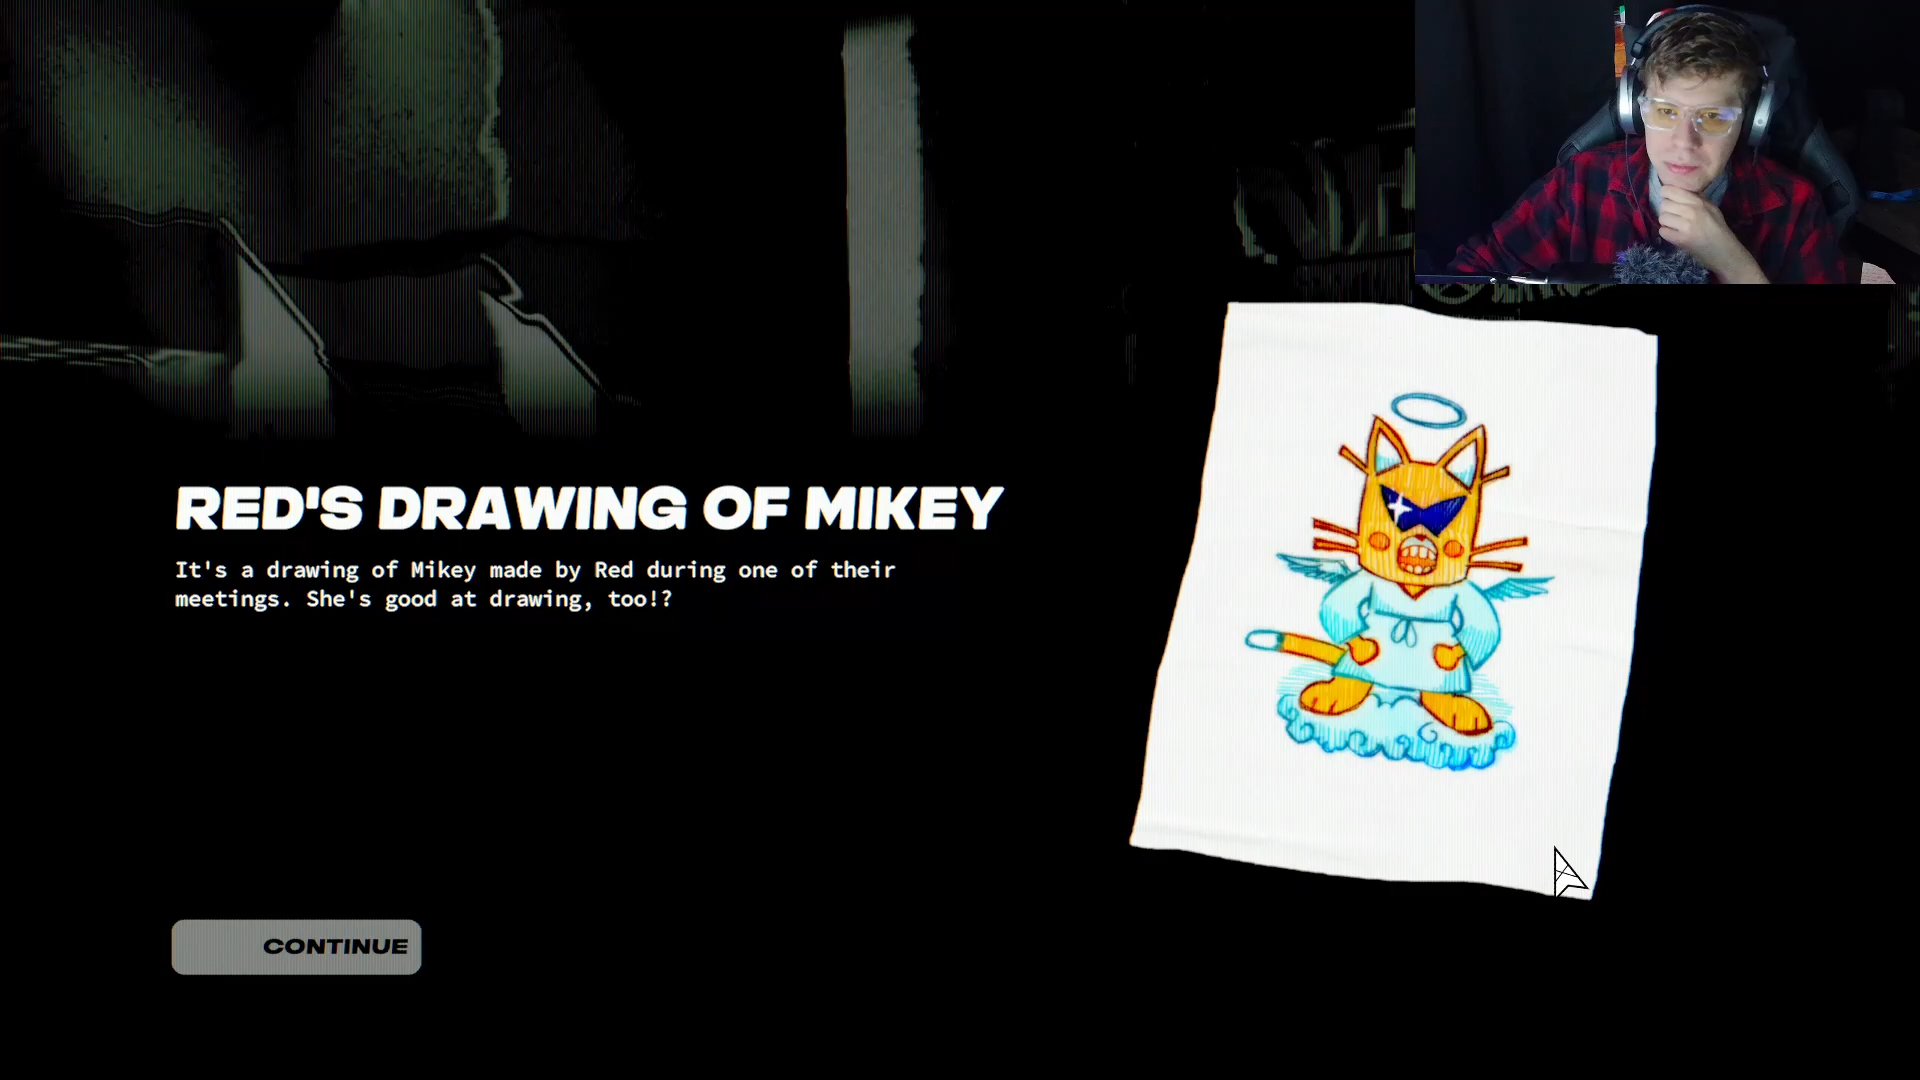 RED'S DRAWING OF MIKEY
It's a drawing of Mikey made by Red during one of their
meetings. She's good at drawing, too!?
CONTINUE